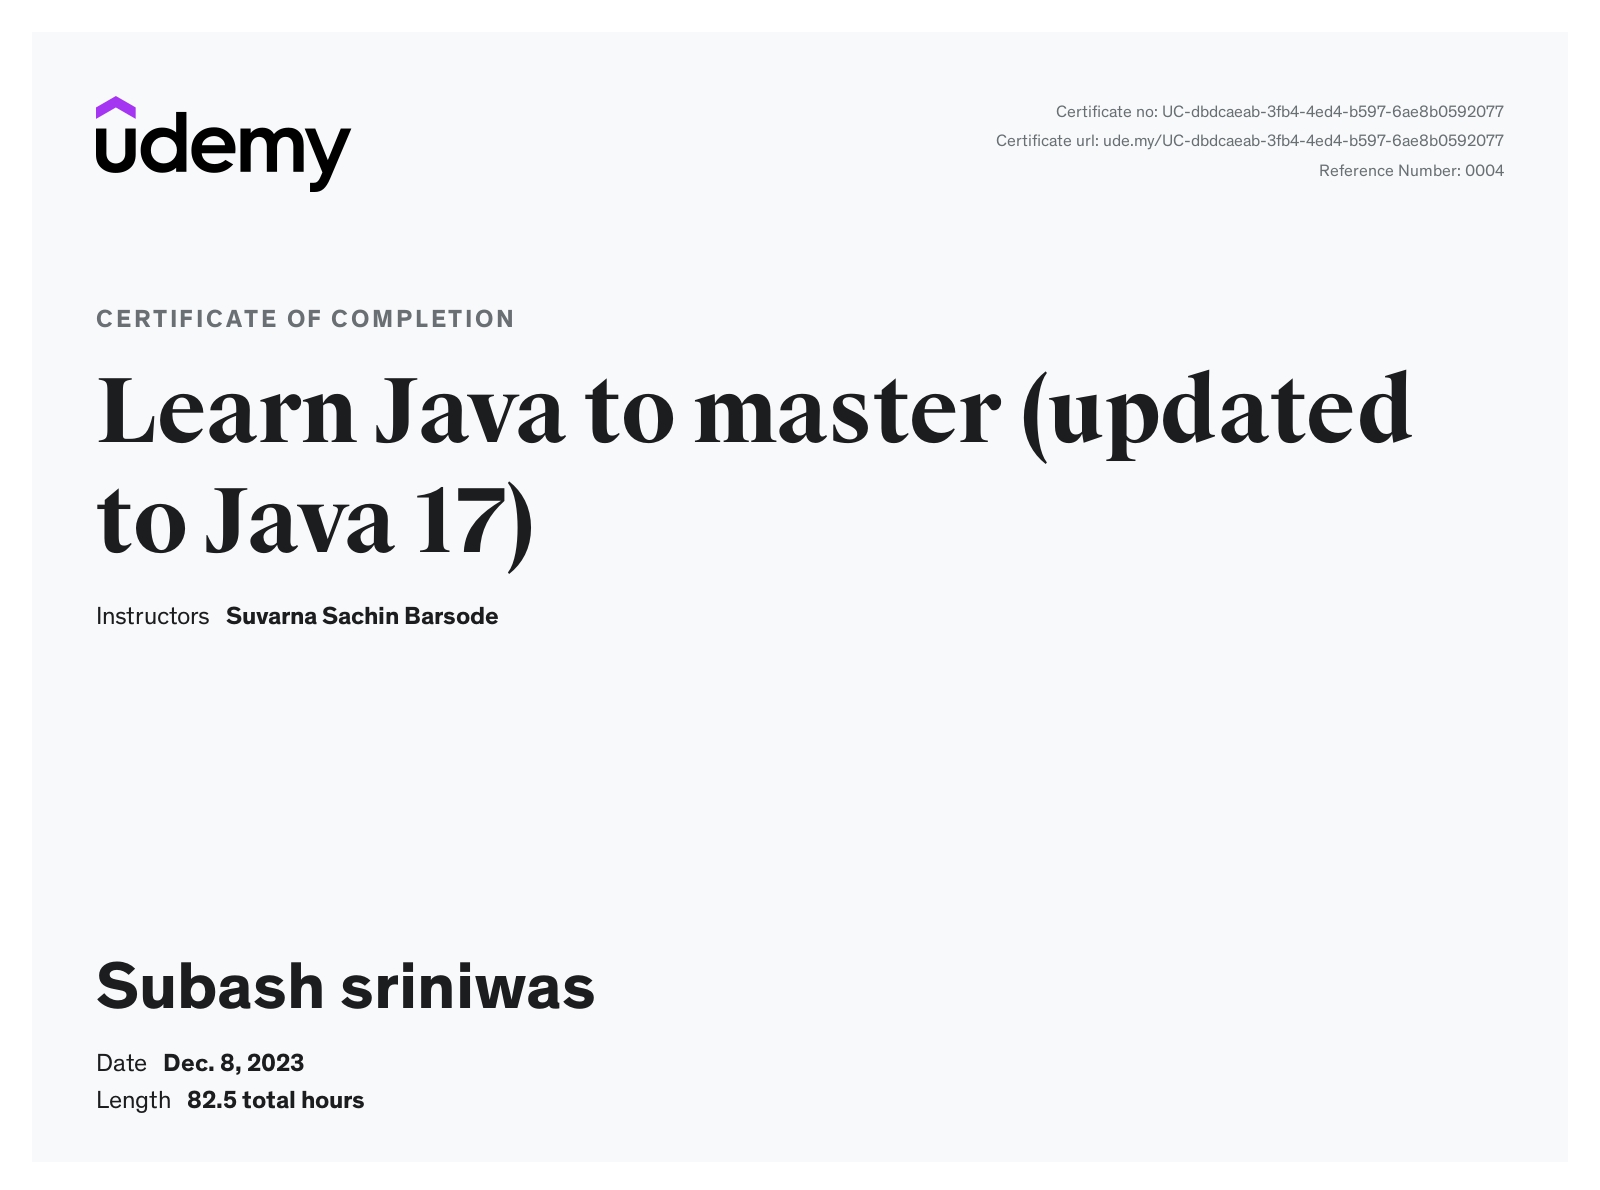 udemy
Certificate no: UC-dbdcaeab-3fb4-4ed4-b597-6ae8b0592077
Certificate url: ude.my/UC-dbdcaeab-3fb4-4ed4-b597-6ae8b0592077
Reference Number: 0004
CERTIFICATE OF COMPLETION
Learn Java to master (updated
to Java 17)
Instructors Suvarna Sachin Barsode
Subash sriniwas
Date Dec. 8, 2023
Length 82.5 total hours